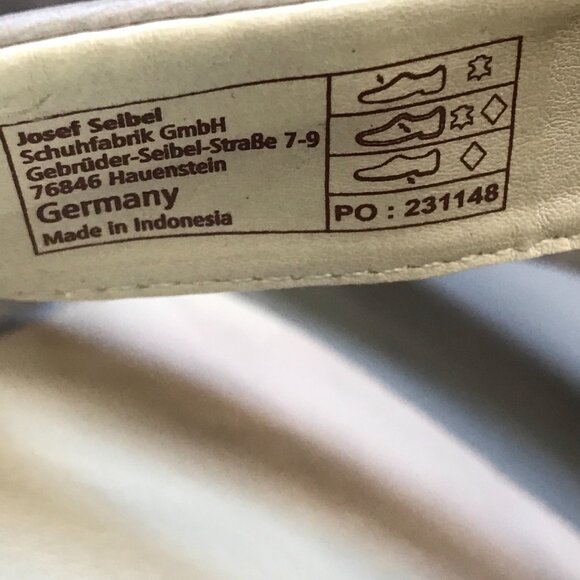 Josef Seibel
Schuhfabrik GmbH
Gebrüder-Seibel-Straße 7-9
76846 Hauenstein
Germany
Made in Indonesia
PO : 231148